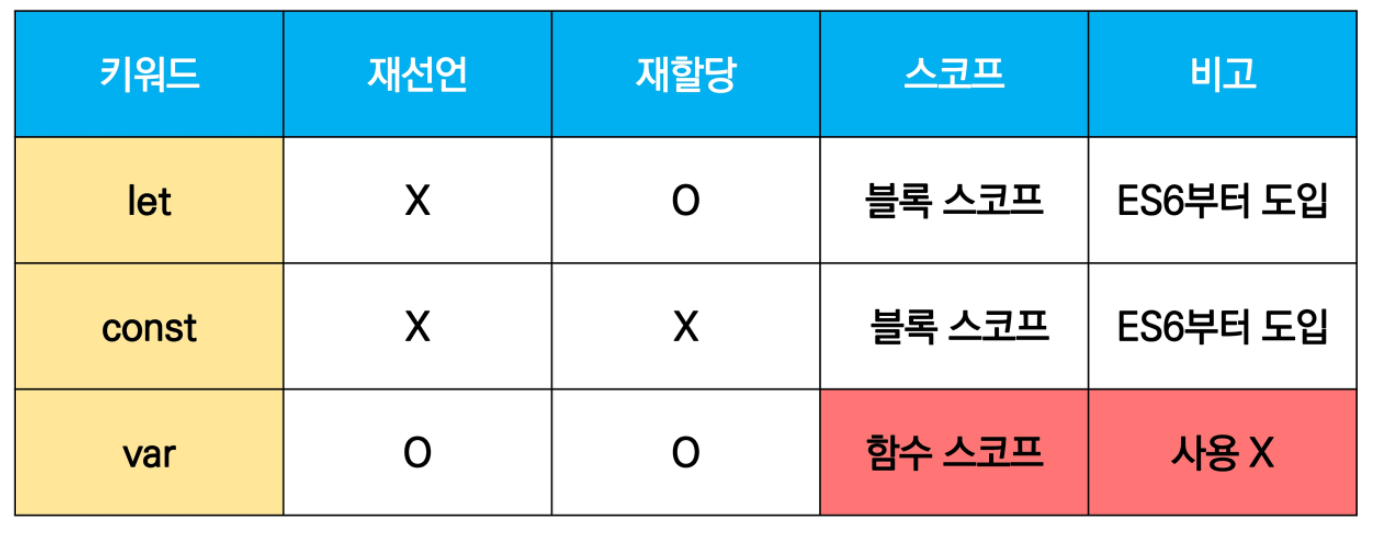 키워드 재선언 재할당 스코프 비고
let X O 블록 스코프 ES6부터 도입
const X X 블록 스코프 ES6부터 도입
var O O 함수 스코프 사용 X